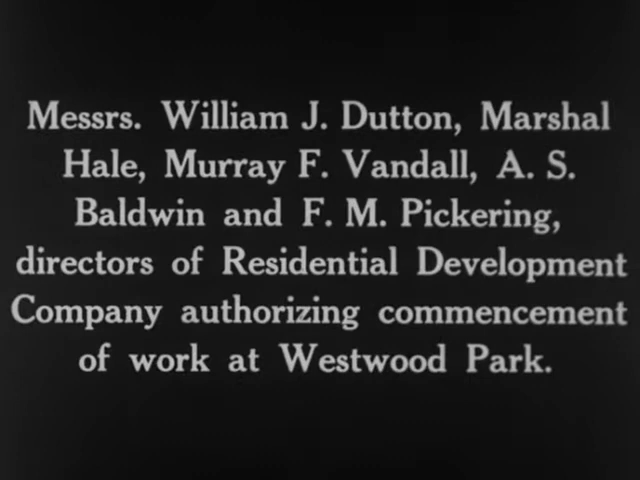 Messrs. William J. Dutton, Marshal
Hale, Murray F. Vandall, A. S.
Baldwin and F. M. Pickering,
directors of Residential Development
Company authorizing commencement
of work at Westwood Park.